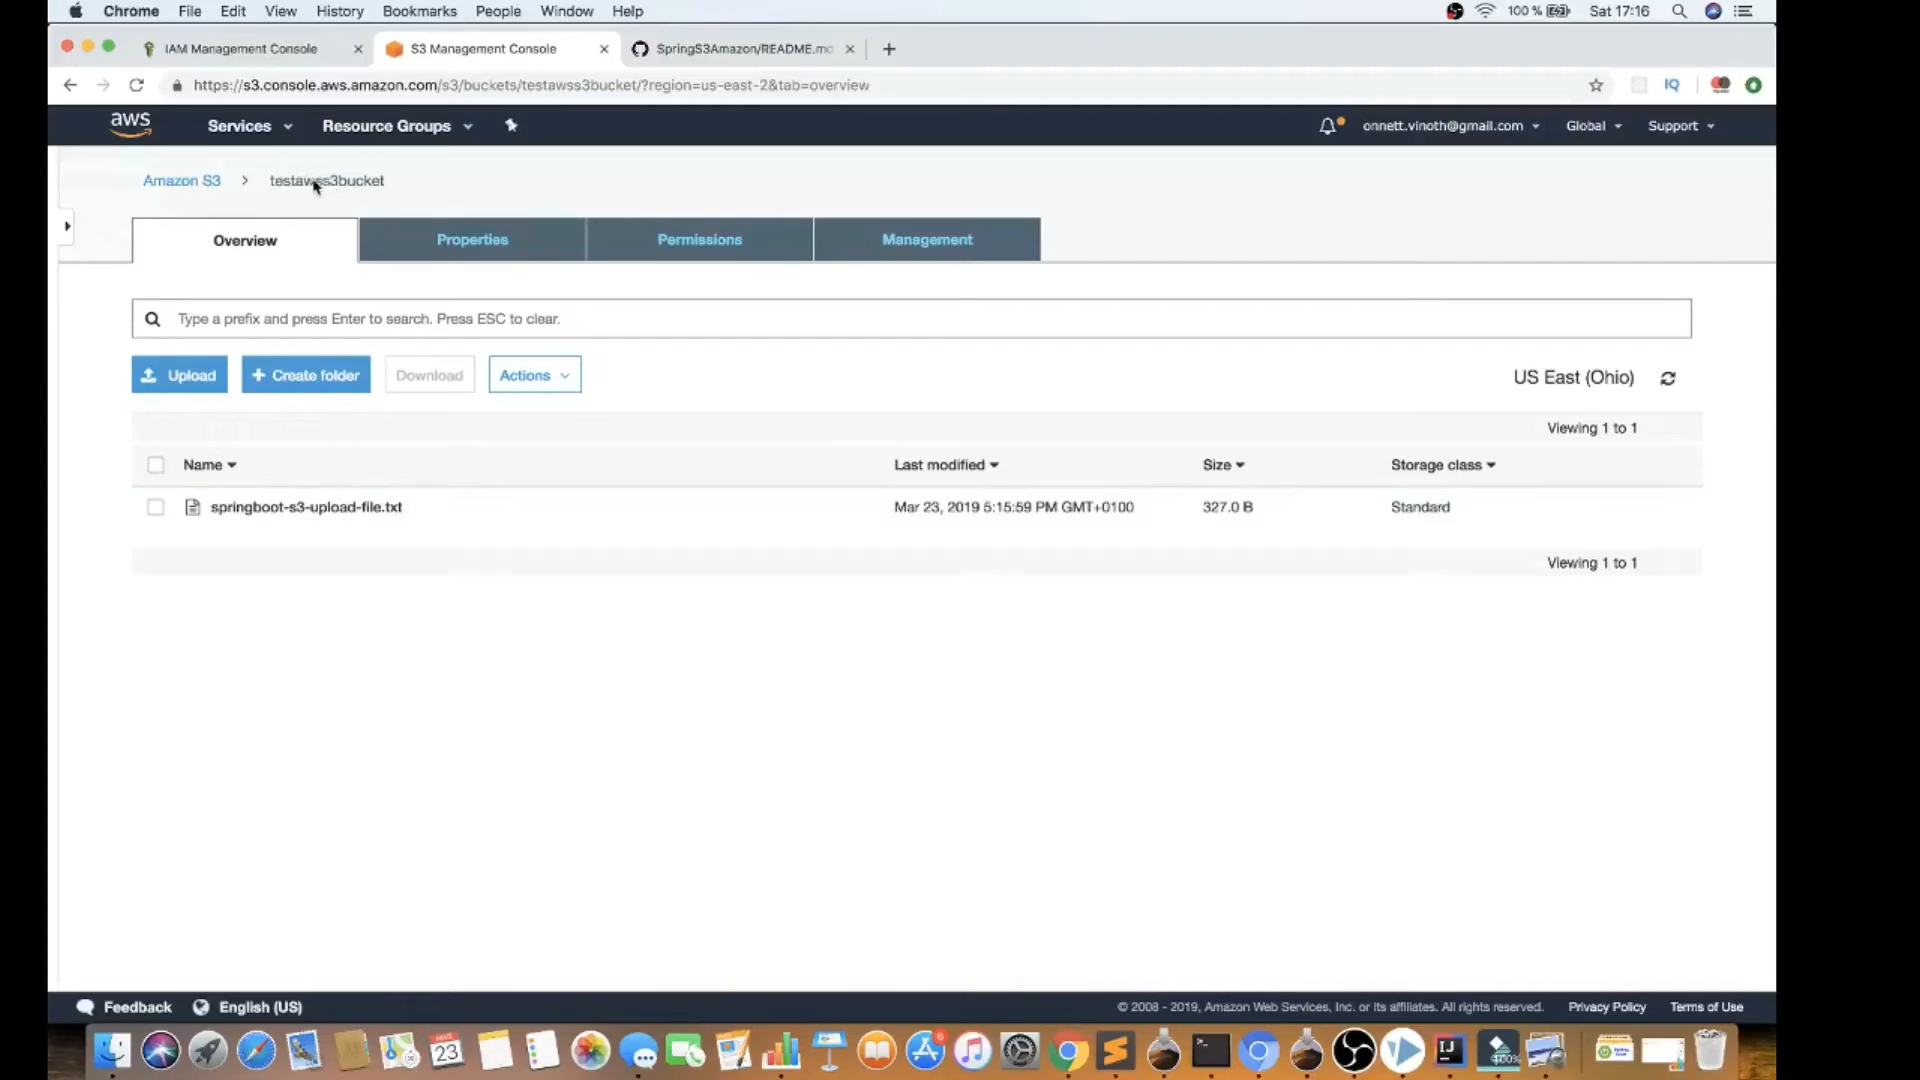 Chrome File Edit View History Bookmarks People Window Help 100 % Sat 17:16
IAM Management Console S3 Management Console SpringS3Amazon/README.md
https://s3.console.aws.amazon.com/s3/buckets/testawss3bucket/?region=us-east-2&tab=overview IQ
aws Services Resource Groups onnett.vinoth@gmail.com Global Support
Amazon S3 > testawss3bucket
Overview Properties Permissions Management
Type a prefix and press Enter to search. Press ESC to clear.
Upload + Create folder Download Actions US East (Ohio)
Viewing 1 to 1
Name Last modified Size Storage class
springboot-s3-upload-file.txt Mar 23, 2019 5:15:59 PM GMT+0100 327.0 B Standard
Viewing 1 to 1
Feedback English (US) © 2008 - 2019, Amazon Web Services, Inc. or its affiliates. All rights reserved. Privacy Policy Terms of Use
23 IJ 100%